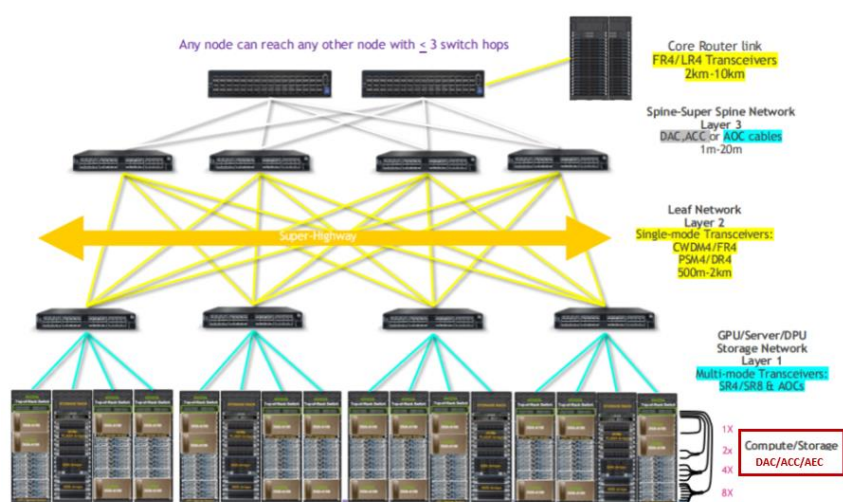 Any node can reach any other node with < 3 switch hops
Core Router link
FR4/LR4 Transceivers
2km-10km
Spine-Super Spine Network
Layer 3
DAC,ACC or AOC cables
1m-20m
Leaf Network
Layer 2
Single-mode Transceivers:
CWDM4/FR4
PSM4/DR4
500m-2km
Super-Highway
GPU/Server/DPU
Storage Network
Layer 1
Multi-mode Transceivers:
SR4/SR8 & AOCs
1X
2x
4X
8X
Compute/Storage
DAC/ACC/AEC